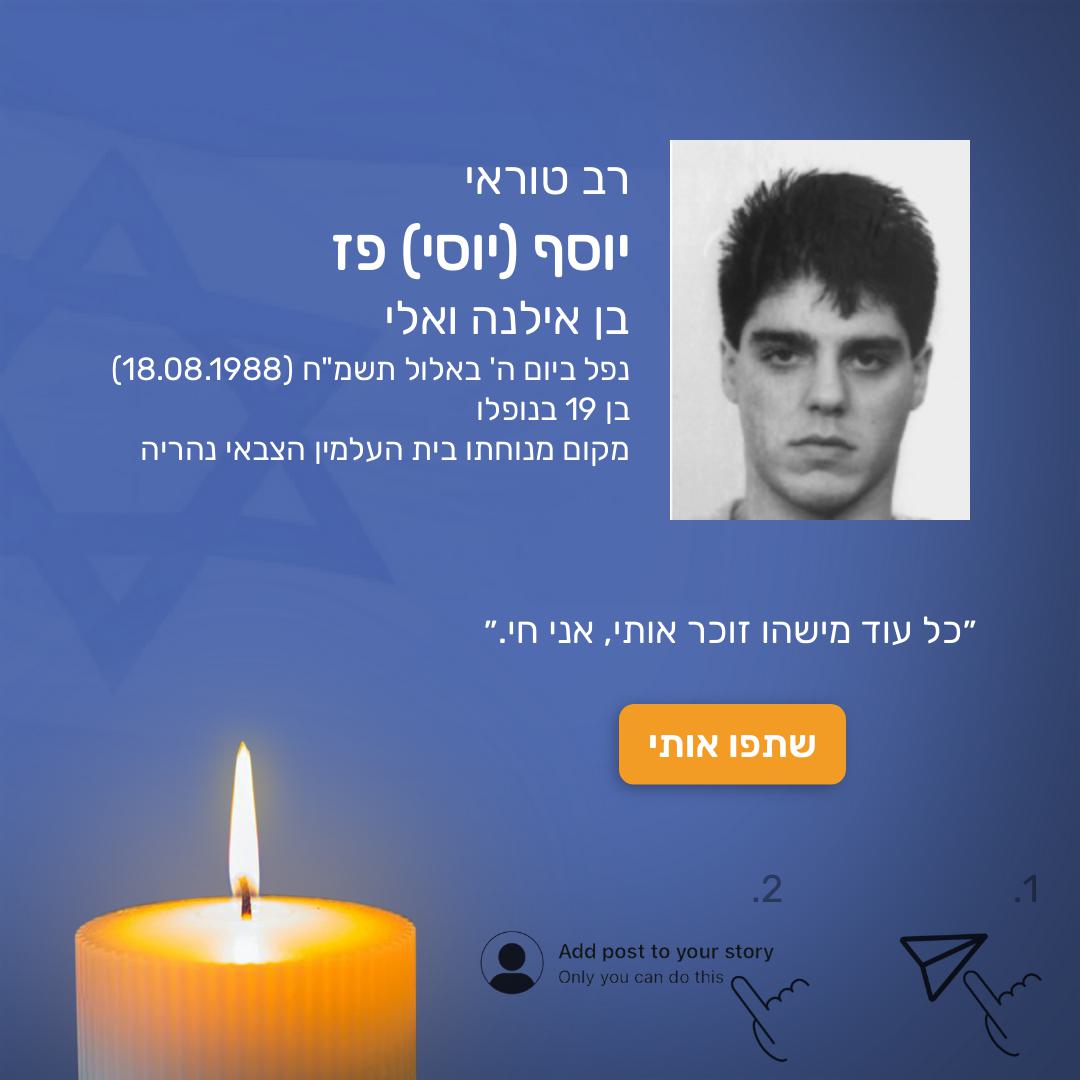 רב טוראי
יוסף (יוסי) פז
בן אילנה ואלי
נפל ביום ה' באלול תשמ"ח (18.08.1988)
בן 19 בנופלו
מקום מנוחתו בית העלמין הצבאי נהריה
״כל עוד מישהו זוכר אותי, אני חי.״
שתפו אותי
1.
2.
Add post to your story
Only you can do this